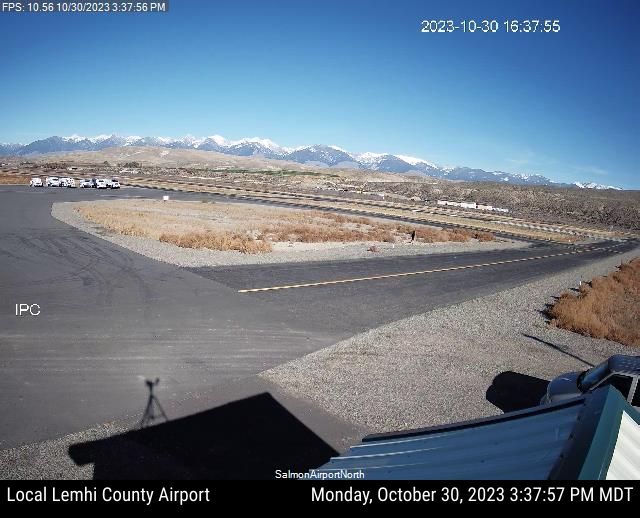 FPS: 10.56 10/30/2023 3:37:56 PM
2023-10-30 16:37:55
IPC
SalmonAirportNorth
Local Lemhi County Airport
Monday, October 30, 2023 3:37:57 PM MDT